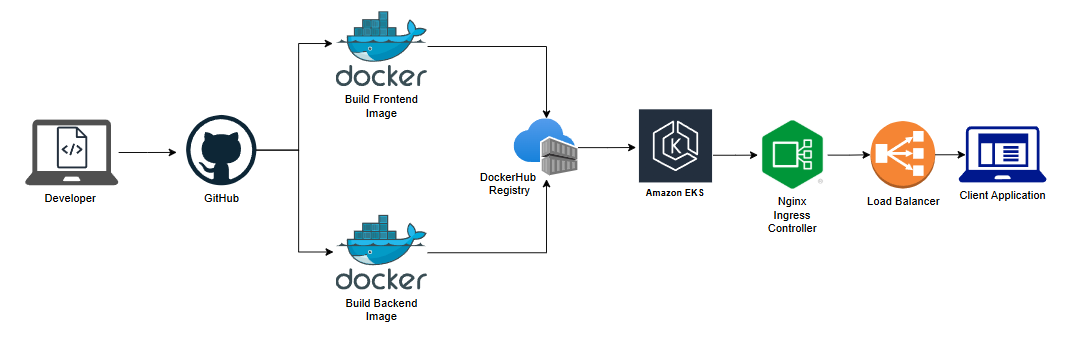 docker
Build Frontend
Image
</>
Developer
GitHub
DockerHub
Registry
K
Amazon EKS
Nginx
Ingress
Controller
Load Balancer
Client Application
docker
Build Backend
Image